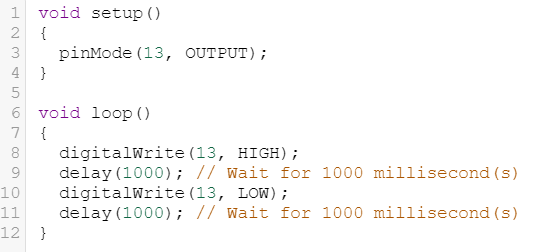 1 void setup()
2 {
3   pinMode(13, OUTPUT);
4 }
5
6 void loop()
7 {
8   digitalWrite(13, HIGH);
9   delay(1000); // Wait for 1000 millisecond(s)
10   digitalWrite(13, LOW);
11   delay(1000); // Wait for 1000 millisecond(s)
12 }